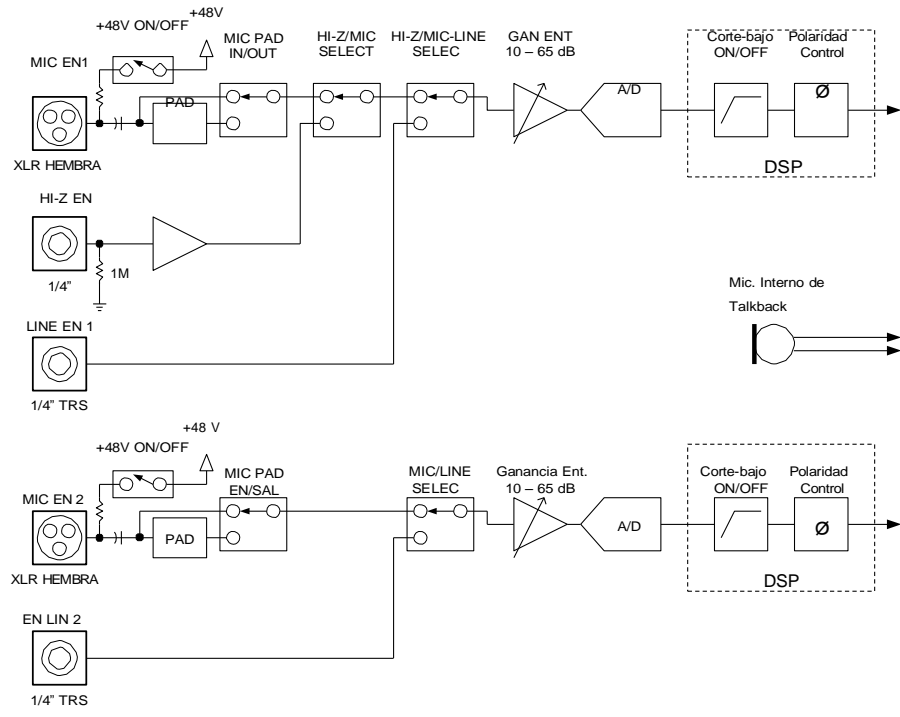 +48V ON/OFF
+48V
MIC EN1
XLR HEMBRA
PAD
MIC PAD
IN/OUT
HI-Z/MIC
SELECT
HI-Z/MIC-LINE
SELEC
GAN ENT
10 – 65 dB
A/D
Corte-bajo
ON/OFF
Polaridad
Control
Ø
DSP
HI-Z EN
1/4”
1M
Mic. Interno de
Talkback
LINE EN 1
1/4” TRS
+48V ON/OFF
+48 V
MIC EN 2
XLR HEMBRA
PAD
MIC PAD
EN/SAL
MIC/LINE
SELEC
Ganancia Ent.
10 – 65 dB
A/D
Corte-bajo
ON/OFF
Polaridad
Control
Ø
DSP
EN LIN 2
1/4” TRS